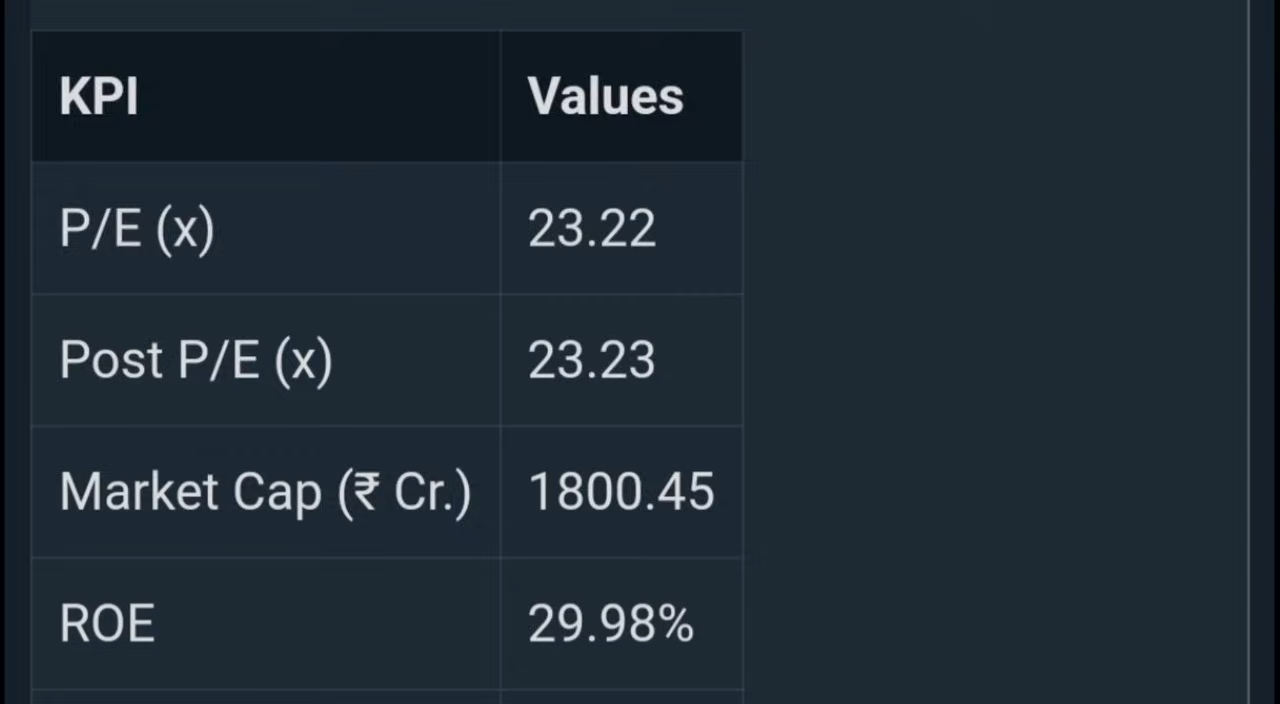 KPI Values
P/E (x) 23.22
Post P/E (x) 23.23
Market Cap (₹ Cr.) 1800.45
ROE 29.98%